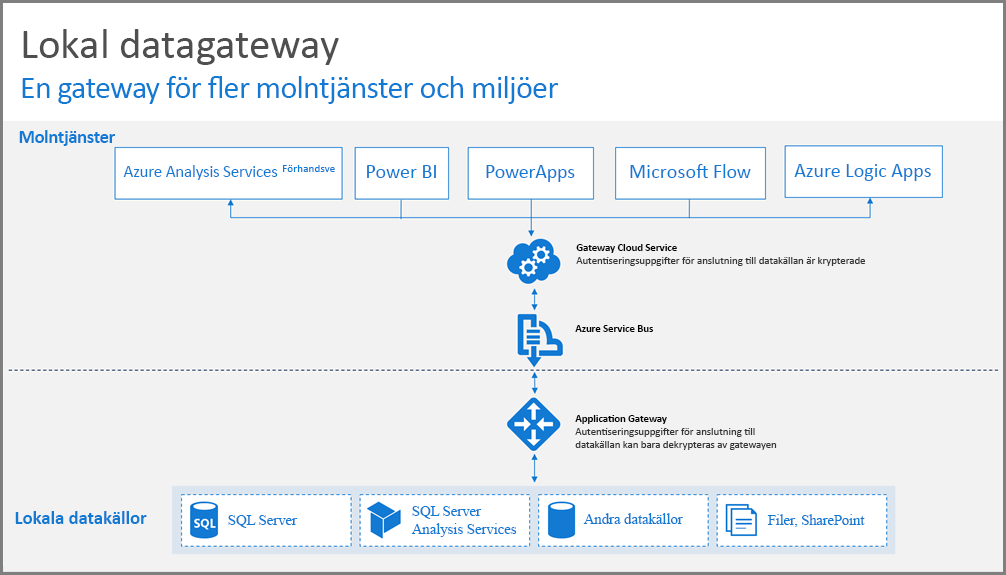 Lokal datagateway
En gateway för fler molntjänster och miljöer
Molntjänster
Azure Analysis Services Förhandsve
Power BI
PowerApps
Microsoft Flow
Azure Logic Apps
Gateway Cloud Service
Autentiseringsuppgifter för anslutning till datakällan är krypterade
Azure Service Bus
Application Gateway
Autentiseringsuppgifter för anslutning till
datakällan kan bara dekrypteras av gatewayen
Lokala datakällor
SQL
SQL Server
SQL Server
Analysis Services
Andra datakällor
Filer, SharePoint